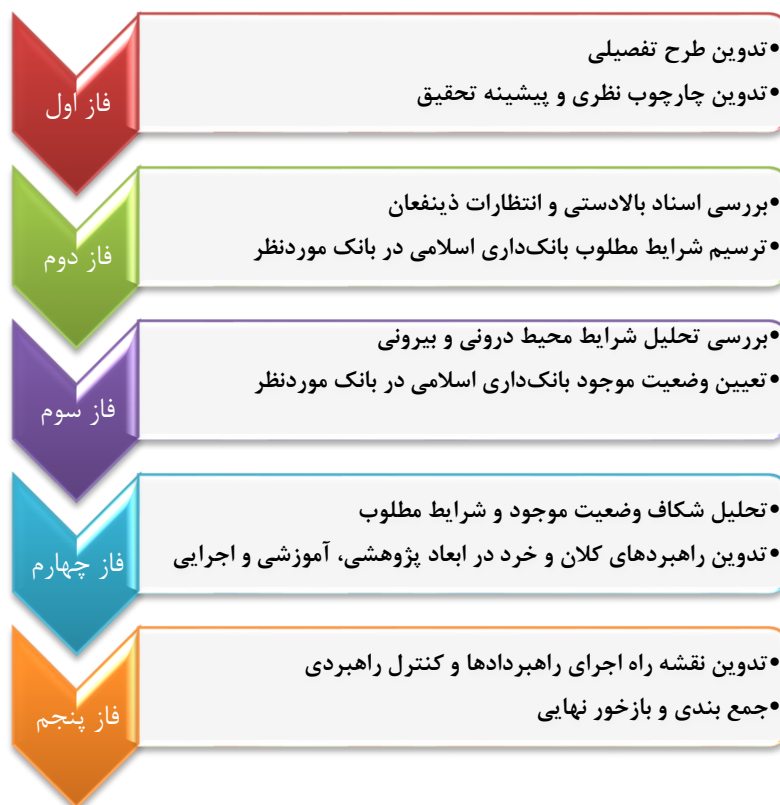 فاز اول
•تدوین طرح تفصیلی
•تدوین چارچوب نظری و پیشینه تحقیق
فاز دوم
•بررسی اسناد بالادستی و انتظارات ذینفعان
•ترسیم شرایط مطلوب بانک‌داری اسلامی در بانک موردنظر
فاز سوم
•بررسی تحلیل شرایط محیط درونی و بیرونی
•تعیین وضعیت موجود بانک‌داری اسلامی در بانک موردنظر
فاز چهارم
•تحلیل شکاف وضعیت موجود و شرایط مطلوب
•تدوین راهبردهای کلان و خرد در ابعاد پژوهشی، آموزشی و اجرایی
فاز پنجم
•تدوین نقشه راه اجرای راهبردادها و کنترل راهبردی
•جمع بندی و بازخور نهایی